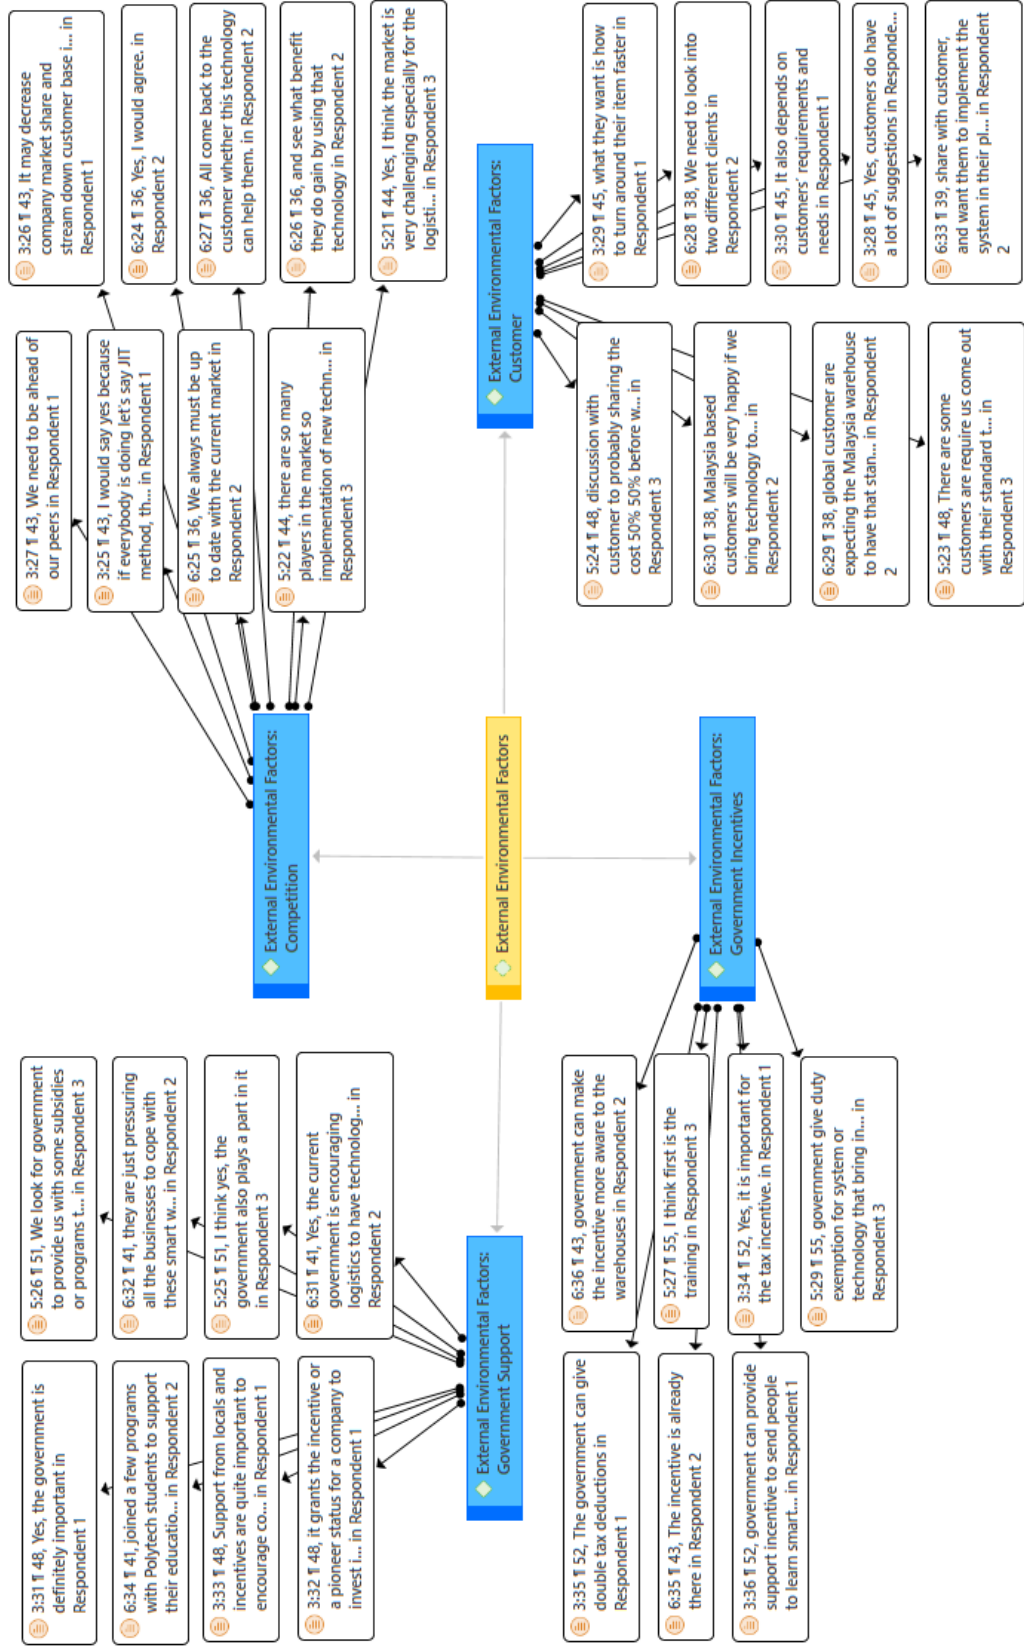 3:31 ¶ 48, Yes, the government is
definitely important in
Respondent 1
5:26 ¶ 51, We look for government
to provide us with some subsidies
or programs t... in Respondent 3
3:27 ¶ 43, We need to be ahead of
our peers in Respondent 1
3:26 ¶ 43, It may decrease
company market share and
stream down customer base i... in
Respondent 1
6:34 ¶ 41, joined a few programs
with Polytech students to support
their educatio... in Respondent 2
6:32 ¶ 41, they are just pressuring
all the businesses to cope with
these smart w... in Respondent 2
3:25 ¶ 43, I would say yes because
if everybody is doing let's say JIT
method, th... in Respondent 1
6:24 ¶ 36, Yes, I would agree. in
Respondent 2
3:33 ¶ 48, Support from locals and
incentives are quite important to
encourage co... in Respondent 1
5:25 ¶ 51, I think yes, the
government also plays a part in it
in Respondent 3
6:25 ¶ 36, We always must be up
to date with the current market in
Respondent 2
6:27 ¶ 36, All come back to the
customer whether this technology
can help them. in Respondent 2
3:32 ¶ 48, it grants the incentive or
a pioneer status for a company to
invest i... in Respondent 1
6:31 ¶ 41, Yes, the current
government is encouraging
logistics to have technolog... in
Respondent 2
5:22 ¶ 44, there are so many
players in the market so
implementation of new techn... in
Respondent 3
6:26 ¶ 36, and see what benefit
they do gain by using that
technology in Respondent 2
5:21 ¶ 44, Yes, I think the market is
very challenging especially for the
logisti... in Respondent 3
External Environmental Factors:
Competition
External Environmental Factors:
Government Support
External Environmental Factors
External Environmental Factors:
Customer
External Environmental Factors:
Government Incentives
3:35 ¶ 52, The government can give
double tax deductions in
Respondent 1
6:36 ¶ 43, government can make
the incentive more aware to the
warehouses in Respondent 2
5:24 ¶ 48, discussion with
customer to probably sharing the
cost 50% 50% before w... in
Respondent 3
3:29 ¶ 45, what they want is how
to turn around their item faster in
Respondent 1
6:35 ¶ 43, The incentive is already
there in Respondent 2
5:27 ¶ 55, I think first is the
training in Respondent 3
6:30 ¶ 38, Malaysia based
customers will be very happy if we
bring technology to... in
Respondent 2
6:28 ¶ 38, We need to look into
two different clients in
Respondent 2
3:36 ¶ 52, government can provide
support incentive to send people
to learn smart... in Respondent 1
3:34 ¶ 52, Yes, it is important for
the tax incentive. in Respondent 1
6:29 ¶ 38, global customer are
expecting the Malaysia warehouse
to have that stan... in Respondent
2
3:30 ¶ 45, It also depends on
customers' requirements and
needs in Respondent 1
5:29 ¶ 55, government give duty
exemption for system or
technology that bring in... in
Respondent 3
3:28 ¶ 45, Yes, customers do have
a lot of suggestions in Responde...
5:23 ¶ 48, There are some
customers are require us come out
with their standard t... in
Respondent 3
6:33 ¶ 39, share with customer,
and want them to implement the
system in their pl... in Respondent
2